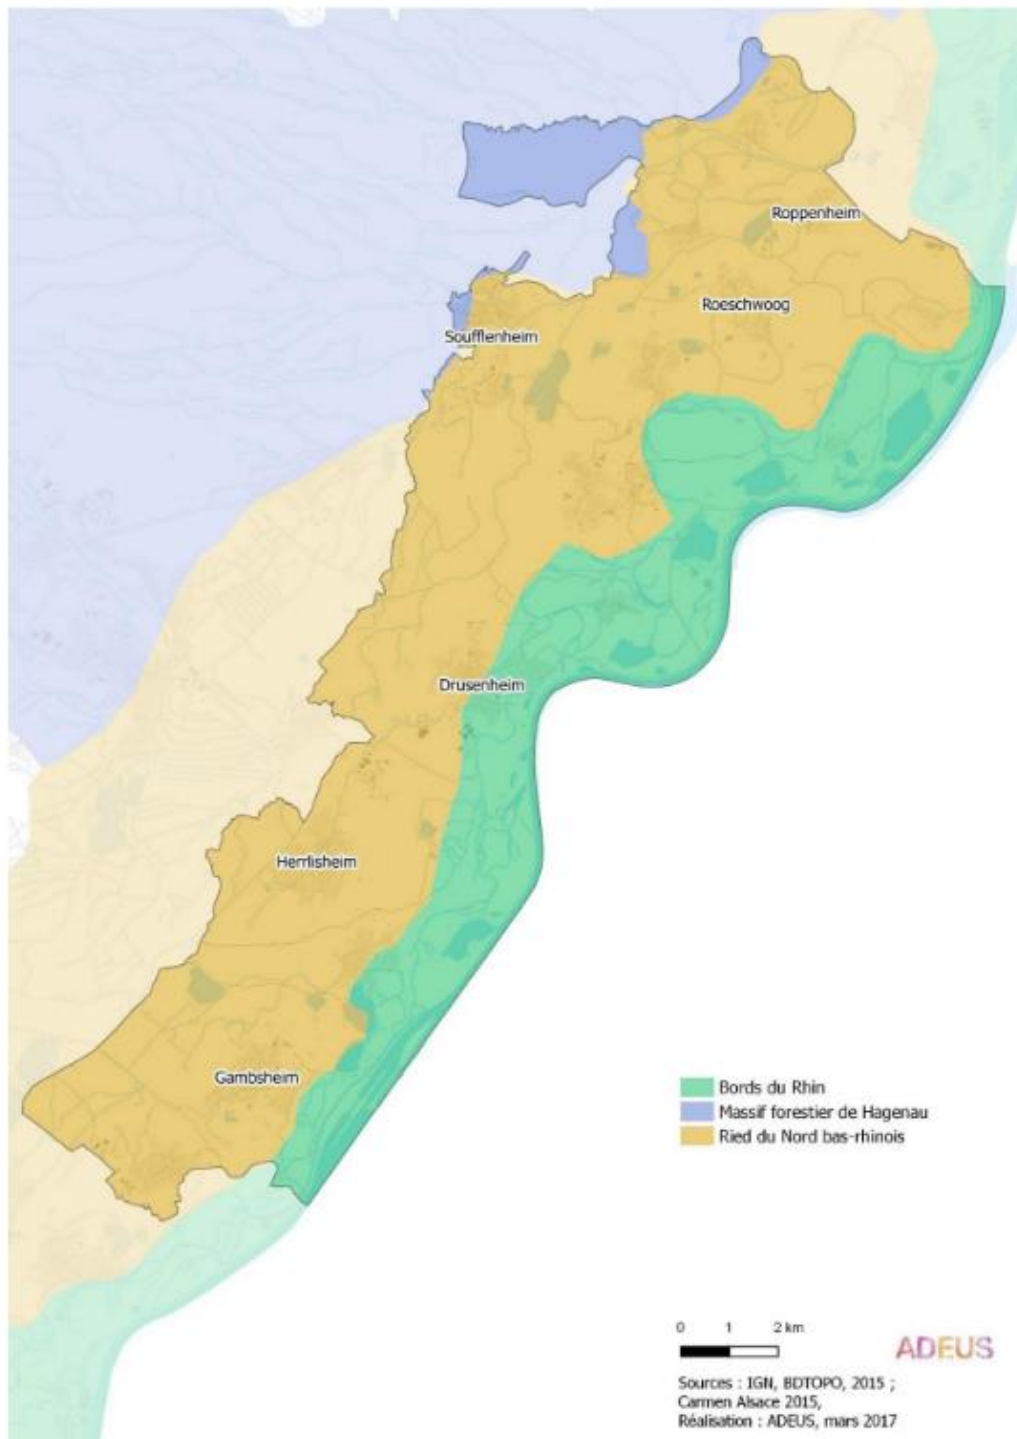 Roppenheim
Roeschwoog
Soufflenheim
Drusenheim
Herrlisheim
Gambsheim
Bords du Rhin
Massif forestier de Hagenau
Ried du Nord bas-rhinois
0 1 2 km
ADEUS
Sources : IGN, BDTOPO, 2015 ;
Carmen Alsace 2015,
Réalisation : ADEUS, mars 2017